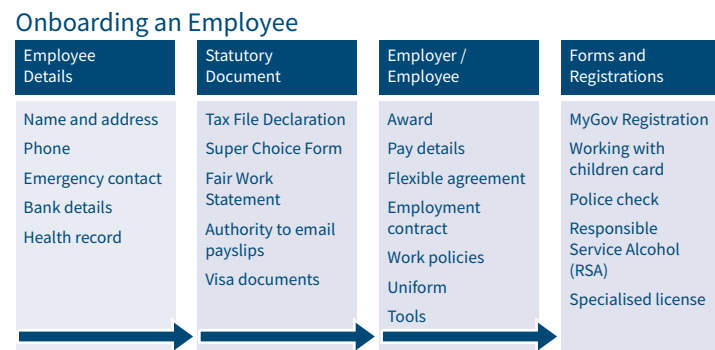 Onboarding an Employee
Employee
Details
Name and address
Phone
Emergency contact
Bank details
Health record
Statutory
Document
Tax File Declaration
Super Choice Form
Fair Work
Statement
Authority to email
payslips
Visa documents
Employer /
Employee
Award
Pay details
Flexible agreement
Employment
contract
Work policies
Uniform
Tools
Forms and
Registrations
MyGov Registration
Working with
children card
Police check
Responsible
Service Alcohol
(RSA)
Specialised license